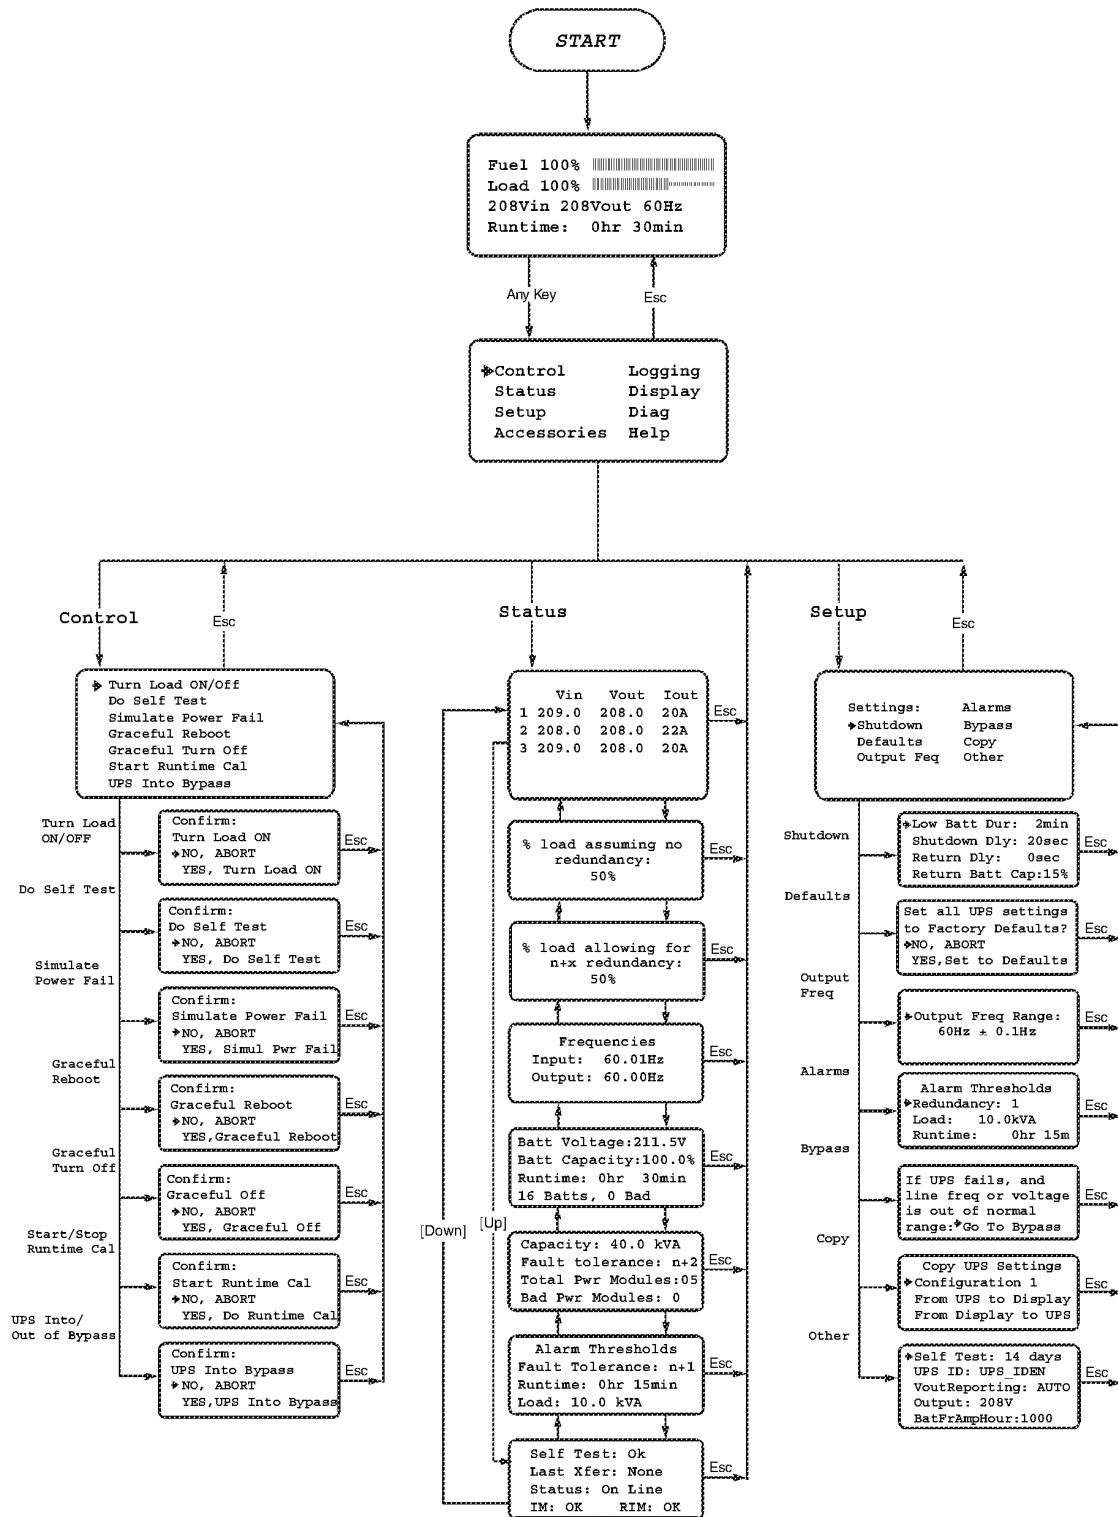 START
Fuel 100%
Load 100%
208Vin 208Vout 60Hz
Runtime: 0hr 30min
Any Key
Esc
Control Logging
Status Display
Setup Diag
Accessories Help
Control
Esc
Turn Load ON/Off
Do Self Test
Simulate Power Fail
Graceful Reboot
Graceful Turn Off
Start Runtime Cal
UPS Into Bypass
Turn Load
ON/OFF
Confirm:
Turn Load ON
NO, ABORT
YES, Turn Load ON
Esc
Do Self Test
Confirm:
Do Self Test
NO, ABORT
YES, Do Self Test
Esc
Simulate
Power Fail
Confirm:
Simulate Power Fail
NO, ABORT
YES, Simul Pwr Fail
Esc
Graceful
Reboot
Confirm:
Graceful Reboot
NO, ABORT
YES,Graceful Reboot
Esc
Graceful
Turn Off
Confirm:
Graceful Off
NO, ABORT
YES, Graceful Off
Esc
Start/Stop
Runtime Cal
Confirm:
Start Runtime Cal
NO, ABORT
YES, Do Runtime Cal
Esc
UPS Into/
Out of Bypass
Confirm:
UPS Into Bypass
NO, ABORT
YES,UPS Into Bypass
Esc
Status
Vin Vout Iout
1 209.0 208.0 20A
2 208.0 208.0 22A
3 209.0 208.0 20A
Esc
% load assuming no
redundancy:
50%
Esc
% load allowing for
n+x redundancy:
50%
Esc
Frequencies
Input: 60.01Hz
Output: 60.00Hz
Esc
Batt Voltage:211.5V
Batt Capacity:100.0%
Runtime: 0hr 30min
16 Batts, 0 Bad
Esc
[Down]
[Up]
Capacity: 40.0 kVA
Fault tolerance: n+2
Total Pwr Modules:05
Bad Pwr Modules: 0
Esc
Alarm Thresholds
Fault Tolerance: n+1
Runtime: 0hr 15min
Load: 10.0 kVA
Esc
Self Test: Ok
Last Xfer: None
Status: On Line
IM: OK RIM: OK
Esc
Setup
Esc
Settings: Alarms
Shutdown Bypass
Defaults Copy
Output Feq Other
Shutdown
Low Batt Dur: 2min
Shutdown Dly: 20sec
Return Dly: 0sec
Return Batt Cap:15%
Esc
Defaults
Set all UPS settings
to Factory Defaults?
NO, ABORT
YES,Set to Defaults
Esc
Output
Freq
Output Freq Range:
60Hz ± 0.1Hz
Esc
Alarms
Alarm Thresholds
Redundancy: 1
Load: 10.0kVA
Runtime: 0hr 15m
Esc
Bypass
If UPS fails, and
line freq or voltage
is out of normal
range: Go To Bypass
Esc
Copy
Copy UPS Settings
Configuration 1
From UPS to Display
From Display to UPS
Esc
Other
Self Test: 14 days
UPS ID: UPS_IDEN
VoutReporting: AUTO
Output: 208V
BatFrAmpHour:1000
Esc